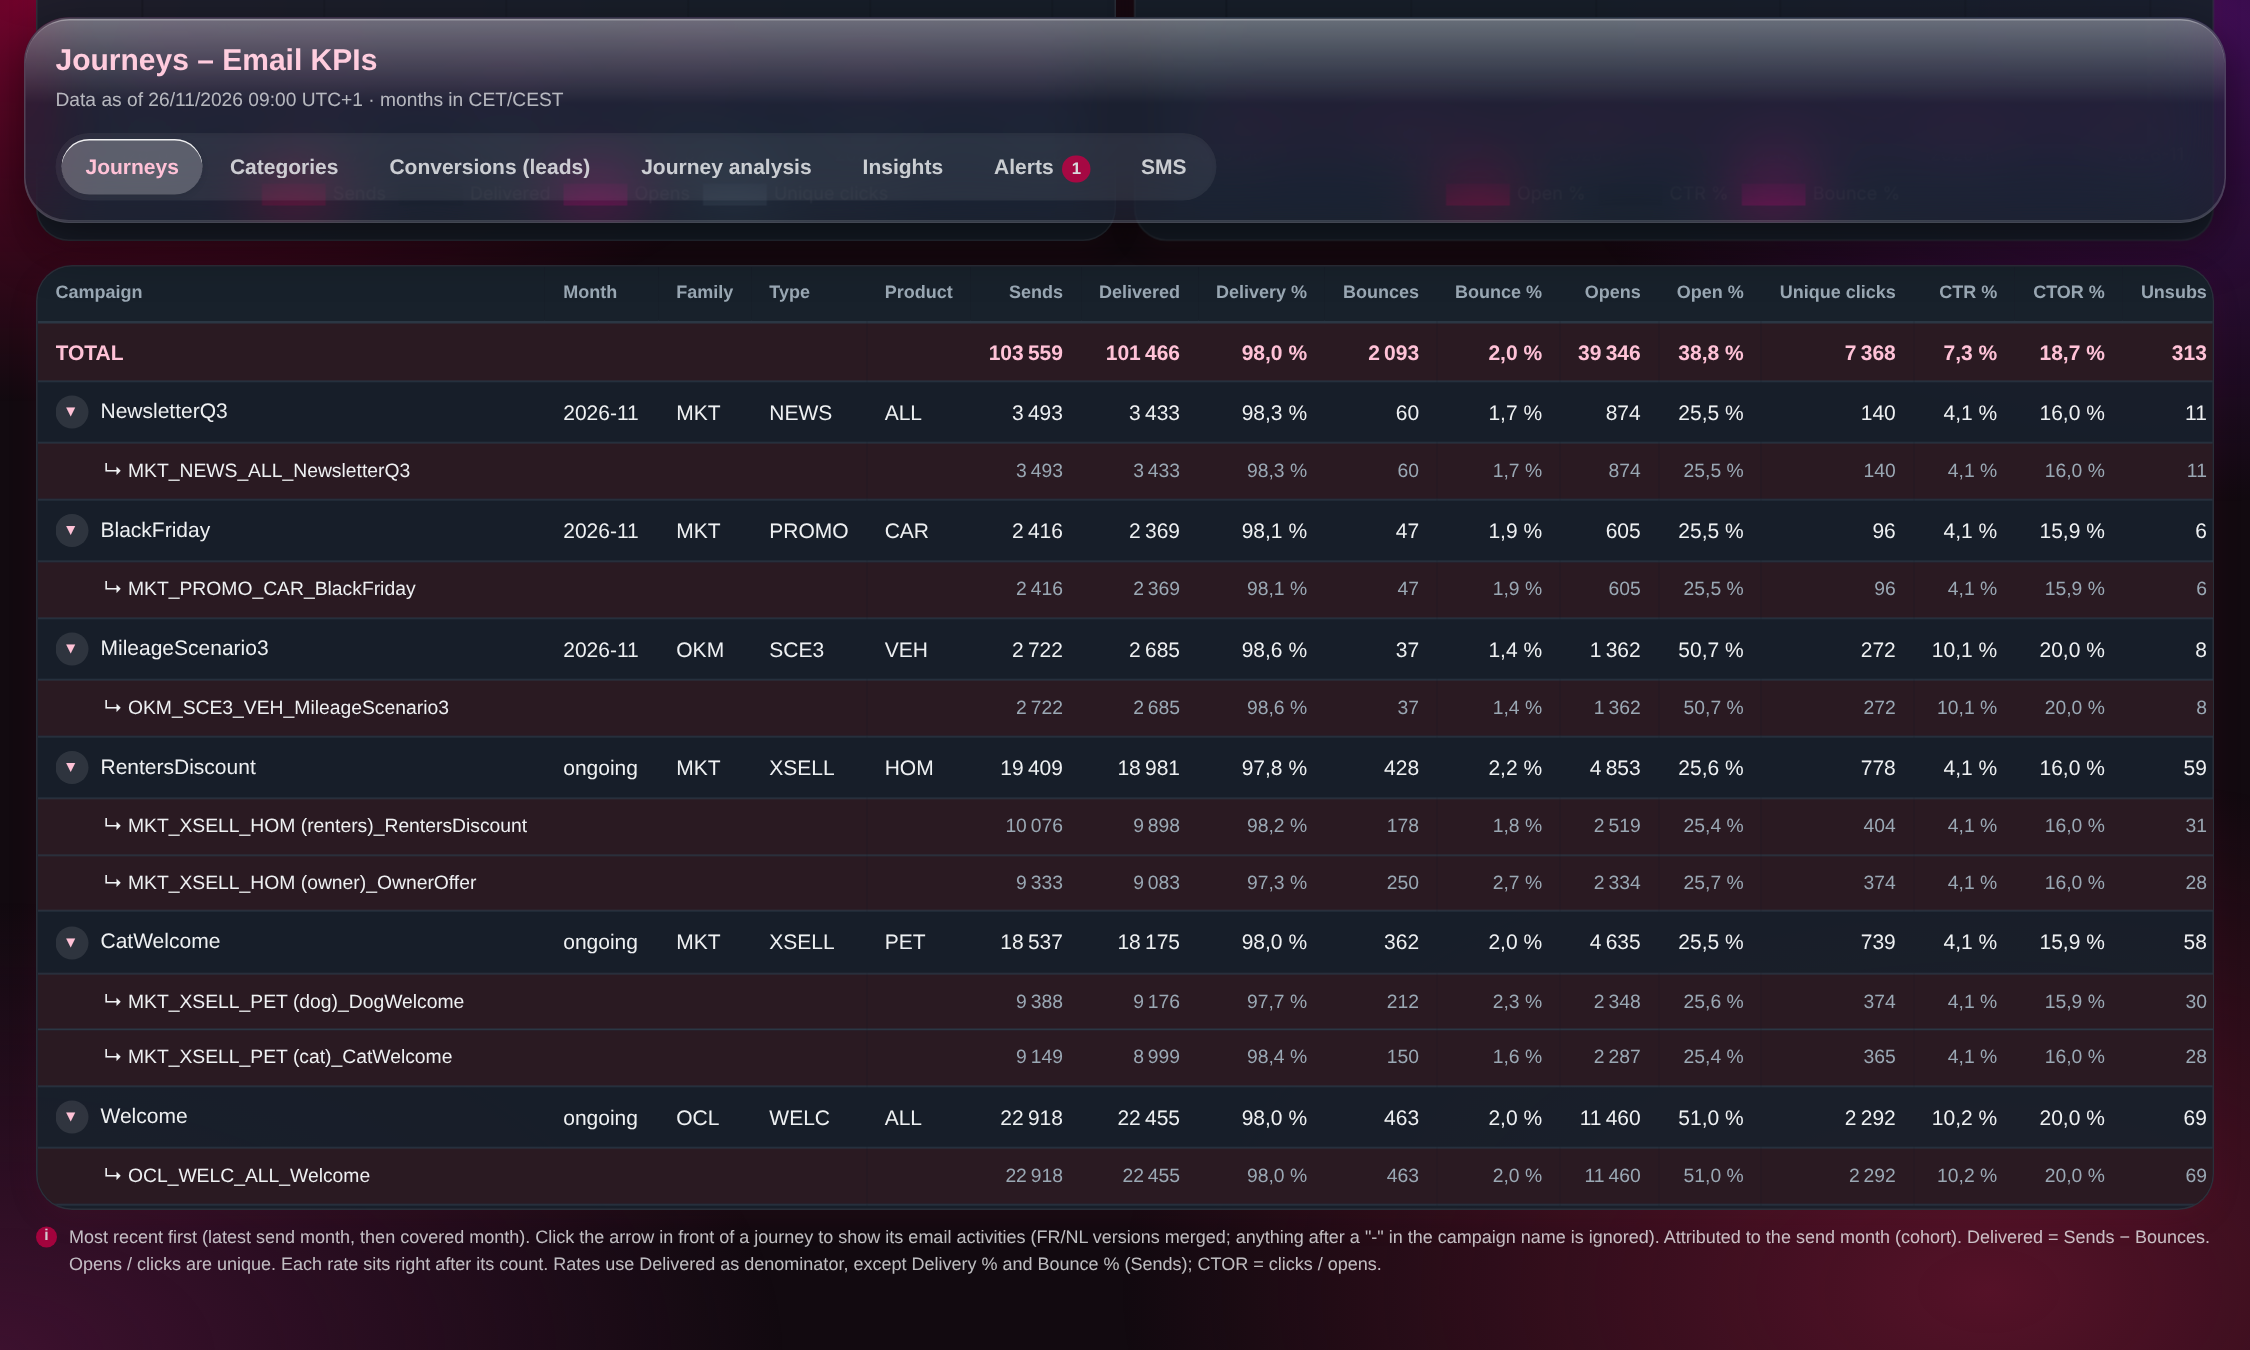 Journeys – Email KPIs
Data as of 26/11/2026 09:00 UTC+1 · months in CET/CEST
Journeys Categories Conversions (leads) Journey analysis Insights Alerts 1 SMS
Sends Delivered Opens Unique clicks Open % CTR % Bounce %
Campaign Month Family Type Product Sends Delivered Delivery % Bounces Bounce % Opens Open % Unique clicks CTR % CTOR % Unsubs
TOTAL 103 559 101 466 98,0 % 2 093 2,0 % 39 346 38,8 % 7 368 7,3 % 18,7 % 313
▼ NewsletterQ3 2026-11 MKT NEWS ALL 3 493 3 433 98,3 % 60 1,7 % 874 25,5 % 140 4,1 % 16,0 % 11
↳ MKT_NEWS_ALL_NewsletterQ3 3 493 3 433 98,3 % 60 1,7 % 874 25,5 % 140 4,1 % 16,0 % 11
▼ BlackFriday 2026-11 MKT PROMO CAR 2 416 2 369 98,1 % 47 1,9 % 605 25,5 % 96 4,1 % 15,9 % 6
↳ MKT_PROMO_CAR_BlackFriday 2 416 2 369 98,1 % 47 1,9 % 605 25,5 % 96 4,1 % 15,9 % 6
▼ MileageScenario3 2026-11 OKM SCE3 VEH 2 722 2 685 98,6 % 37 1,4 % 1 362 50,7 % 272 10,1 % 20,0 % 8
↳ OKM_SCE3_VEH_MileageScenario3 2 722 2 685 98,6 % 37 1,4 % 1 362 50,7 % 272 10,1 % 20,0 % 8
▼ RentersDiscount ongoing MKT XSELL HOM 19 409 18 981 97,8 % 428 2,2 % 4 853 25,6 % 778 4,1 % 16,0 % 59
↳ MKT_XSELL_HOM (renters)_RentersDiscount 10 076 9 898 98,2 % 178 1,8 % 2 519 25,4 % 404 4,1 % 16,0 % 31
↳ MKT_XSELL_HOM (owner)_OwnerOffer 9 333 9 083 97,3 % 250 2,7 % 2 334 25,7 % 374 4,1 % 16,0 % 28
▼ CatWelcome ongoing MKT XSELL PET 18 537 18 175 98,0 % 362 2,0 % 4 635 25,5 % 739 4,1 % 15,9 % 58
↳ MKT_XSELL_PET (dog)_DogWelcome 9 388 9 176 97,7 % 212 2,3 % 2 348 25,6 % 374 4,1 % 15,9 % 30
↳ MKT_XSELL_PET (cat)_CatWelcome 9 149 8 999 98,4 % 150 1,6 % 2 287 25,4 % 365 4,1 % 16,0 % 28
▼ Welcome ongoing OCL WELC ALL 22 918 22 455 98,0 % 463 2,0 % 11 460 51,0 % 2 292 10,2 % 20,0 % 69
↳ OCL_WELC_ALL_Welcome 22 918 22 455 98,0 % 463 2,0 % 11 460 51,0 % 2 292 10,2 % 20,0 % 69
i Most recent first (latest send month, then covered month). Click the arrow in front of a journey to show its email activities (FR/NL versions merged; anything after a "-" in the campaign name is ignored). Attributed to the send month (cohort). Delivered = Sends − Bounces.
Opens / clicks are unique. Each rate sits right after its count. Rates use Delivered as denominator, except Delivery % and Bounce % (Sends); CTOR = clicks / opens.